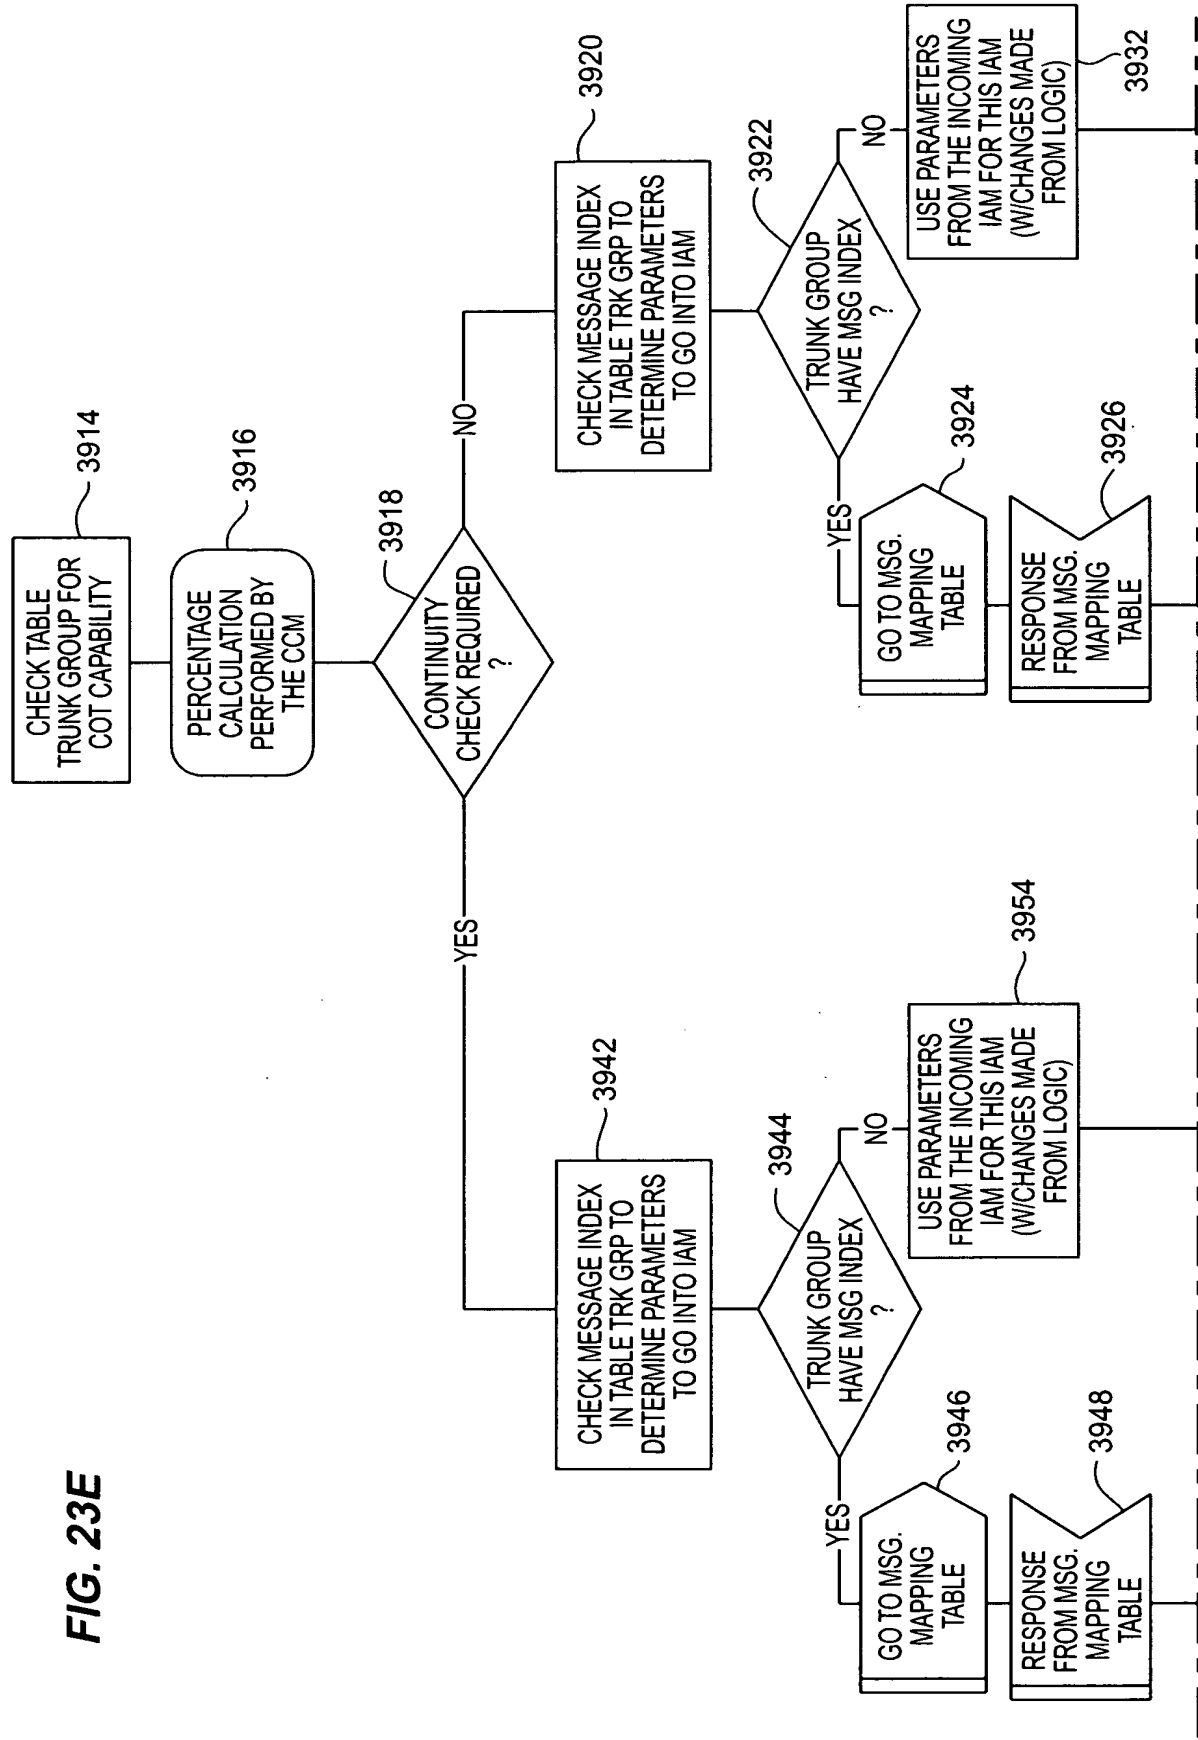 FIG. 23E
CHECK TABLE
TRUNK GROUP FOR
COT CAPABILITY
3914
PERCENTAGE
CALCULATION
PERFORMED BY
THE CCM
3916
CONTINUITY
CHECK REQUIRED
?
3918
YES
NO
CHECK MESSAGE INDEX
IN TABLE TRK GRP TO
DETERMINE PARAMETERS
TO GO INTO IAM
3942
TRUNK GROUP
HAVE MSG INDEX
?
3944
YES
NO
GO TO MSG.
MAPPING
TABLE
3946
RESPONSE
FROM MSG.
MAPPING
TABLE
3948
USE PARAMETERS
FROM THE INCOMING
IAM FOR THIS IAM
(W/CHANGES MADE
FROM LOGIC)
3954
CHECK MESSAGE INDEX
IN TABLE TRK GRP TO
DETERMINE PARAMETERS
TO GO INTO IAM
3920
TRUNK GROUP
HAVE MSG INDEX
?
3922
YES
NO
GO TO MSG.
MAPPING
TABLE
3924
RESPONSE
FROM MSG.
MAPPING
TABLE
3926
USE PARAMETERS
FROM THE INCOMING
IAM FOR THIS IAM
(W/CHANGES MADE
FROM LOGIC)
3932